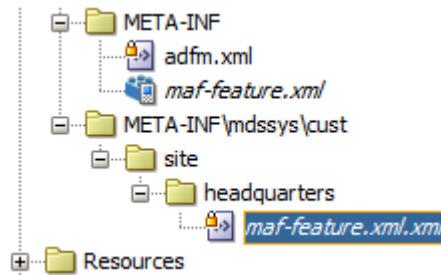 META-INF
adfm.xml
maf-feature.xml
META-INF\mdssys\cust
site
headquarters
maf-feature.xml.xml
Resources